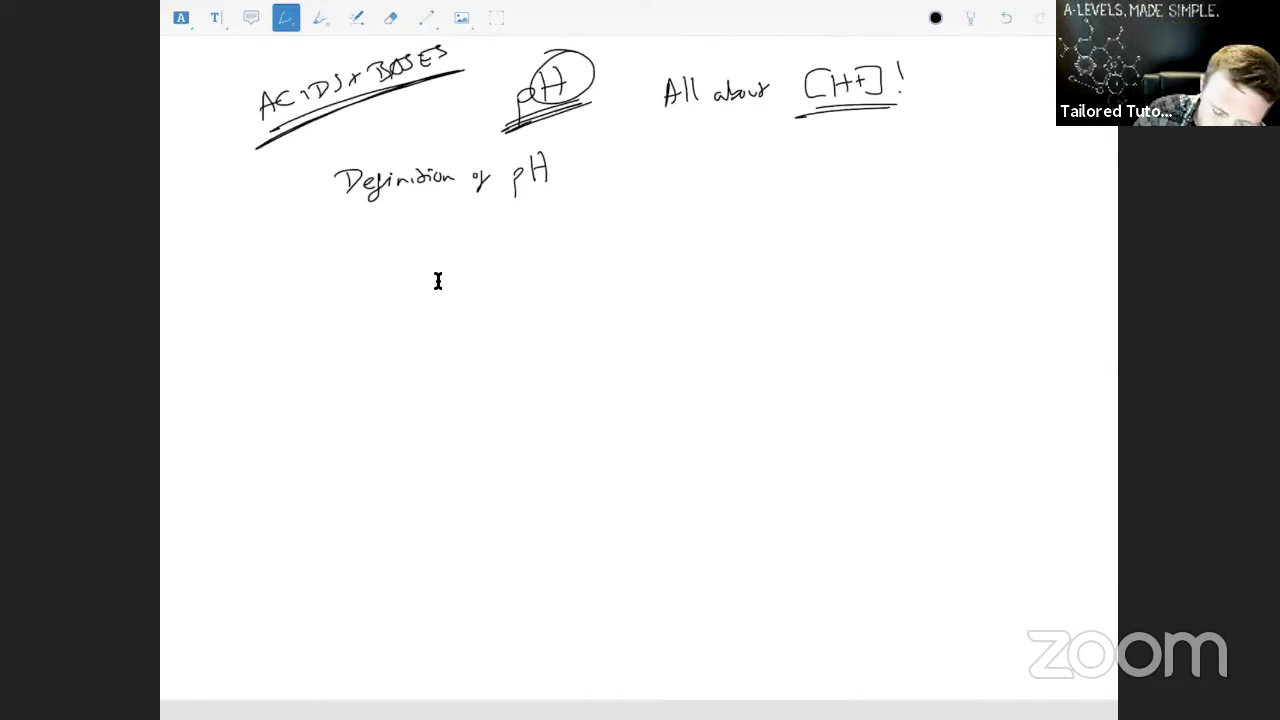 A-LEVELS, MADE SIMPLE.
ACIDS + BASES
pH
All about [H+]!
Tailored Tuto...
Definition of pH
zoom